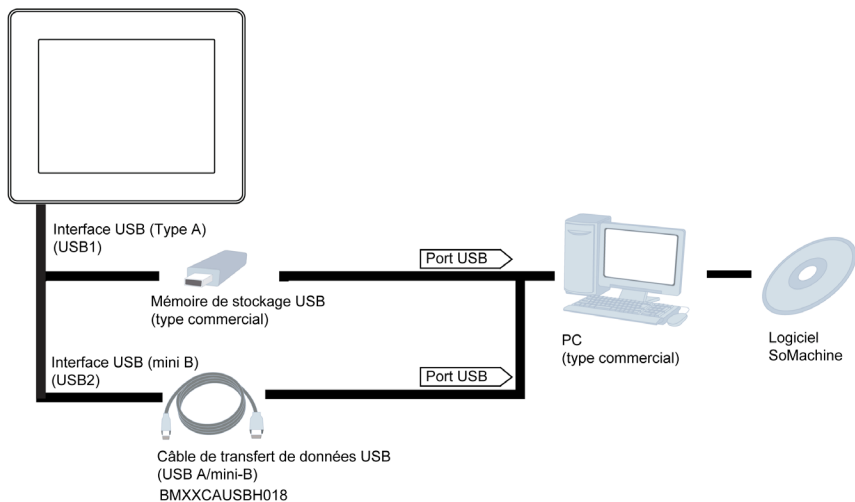 Interface USB (Type A)
(USB1)
Port USB
Mémoire de stockage USB
(type commercial)
PC
(type commercial)
Logiciel
SoMachine
Interface USB (mini B)
(USB2)
Port USB
Câble de transfert de données USB
(USB A/mini-B)
BMXXCAUSBH018